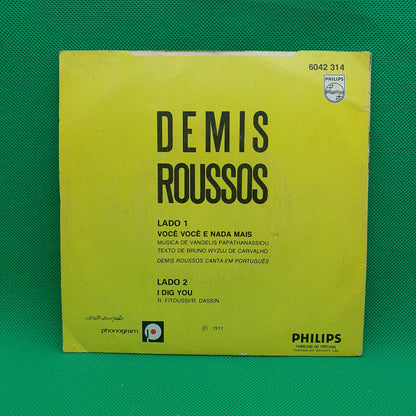 6042 314
PHILIPS
DEMIS
ROUSSOS
LADO 1
VOCÊ VOCÊ E NADA MAIS
MUSICA DE VANGELIS PAPATHANASSIOU
TEXTO DE BRUNO WYZUJ DE CARVALHO
DEMIS ROUSSOS CANTA EM PORTUGUÊS
LADO 2
I DIG YOU
R. FITOUSSI/R. DASSIN
phonogram
℗ 1977
PHILIPS
FABRICADO EM PORTUGAL